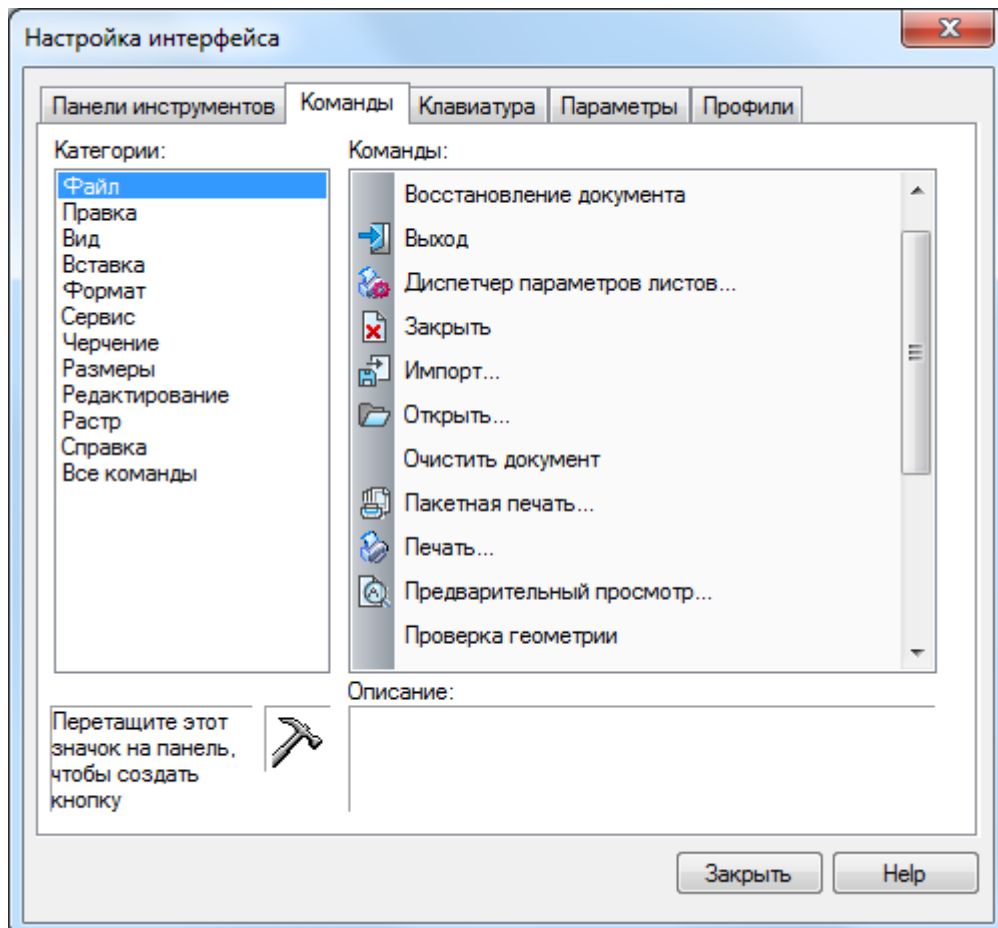 Настройка интерфейса
Панели инструментов Команды Клавиатура Параметры Профили
Категории:
Файл
Правка
Вид
Вставка
Формат
Сервис
Черчение
Размеры
Редактирование
Растр
Справка
Все команды
Команды:
Восстановление документа
Выход
Диспетчер параметров листов...
Закрыть
Импорт...
Открыть...
Очистить документ
Пакетная печать...
Печать...
Предварительный просмотр...
Проверка геометрии
Перетащите этот
значок на панель,
чтобы создать
кнопку
Описание:
Закрыть Help